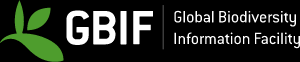 GBIF
Global Biodiversity
Information Facility